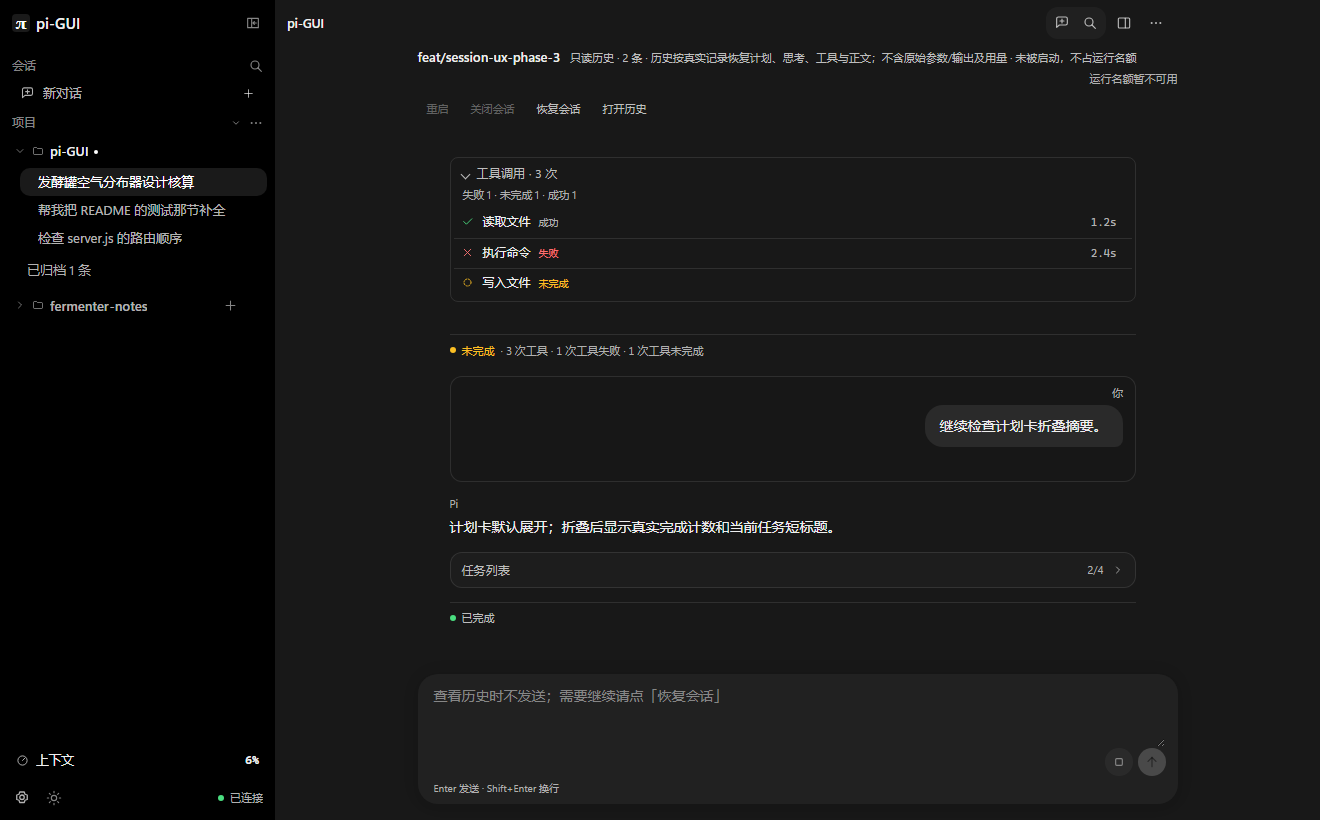 π pi-GUI
会话
新对话
项目
pi-GUI
发酵罐空气分布器设计核算
帮我把 README 的测试那节补全
检查 server.js 的路由顺序
已归档 1 条
fermenter-notes
上下文 6%
已连接
pi-GUI
feat/session-ux-phase-3 只读历史 · 2 条 · 历史按真实记录恢复计划、思考、工具与正文；不含原始参数/输出及用量 · 未被启动，不占运行名额
运行名额暂不可用
重启 关闭会话 恢复会话 打开历史
工具调用 · 3 次
失败 1 · 未完成 1 · 成功 1
读取文件 成功 1.2s
执行命令 失败 2.4s
写入文件 未完成
未完成 · 3 次工具 · 1 次工具失败 · 1 次工具未完成
你
继续检查计划卡折叠摘要。
Pi
计划卡默认展开；折叠后显示真实完成计数和当前任务短标题。
任务列表 2/4
已完成
查看历史时不发送；需要继续请点「恢复会话」
Enter 发送 · Shift+Enter 换行